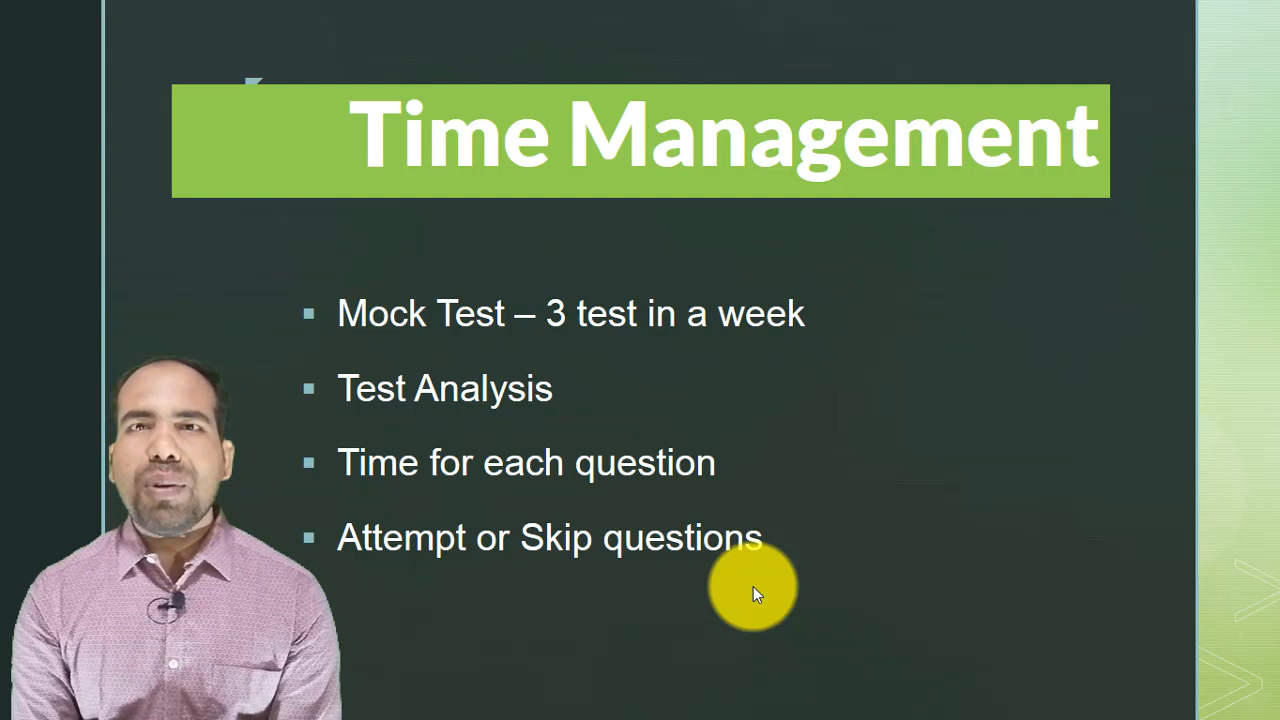 Time Management
Mock Test – 3 test in a week
Test Analysis
Time for each question
Attempt or Skip questions